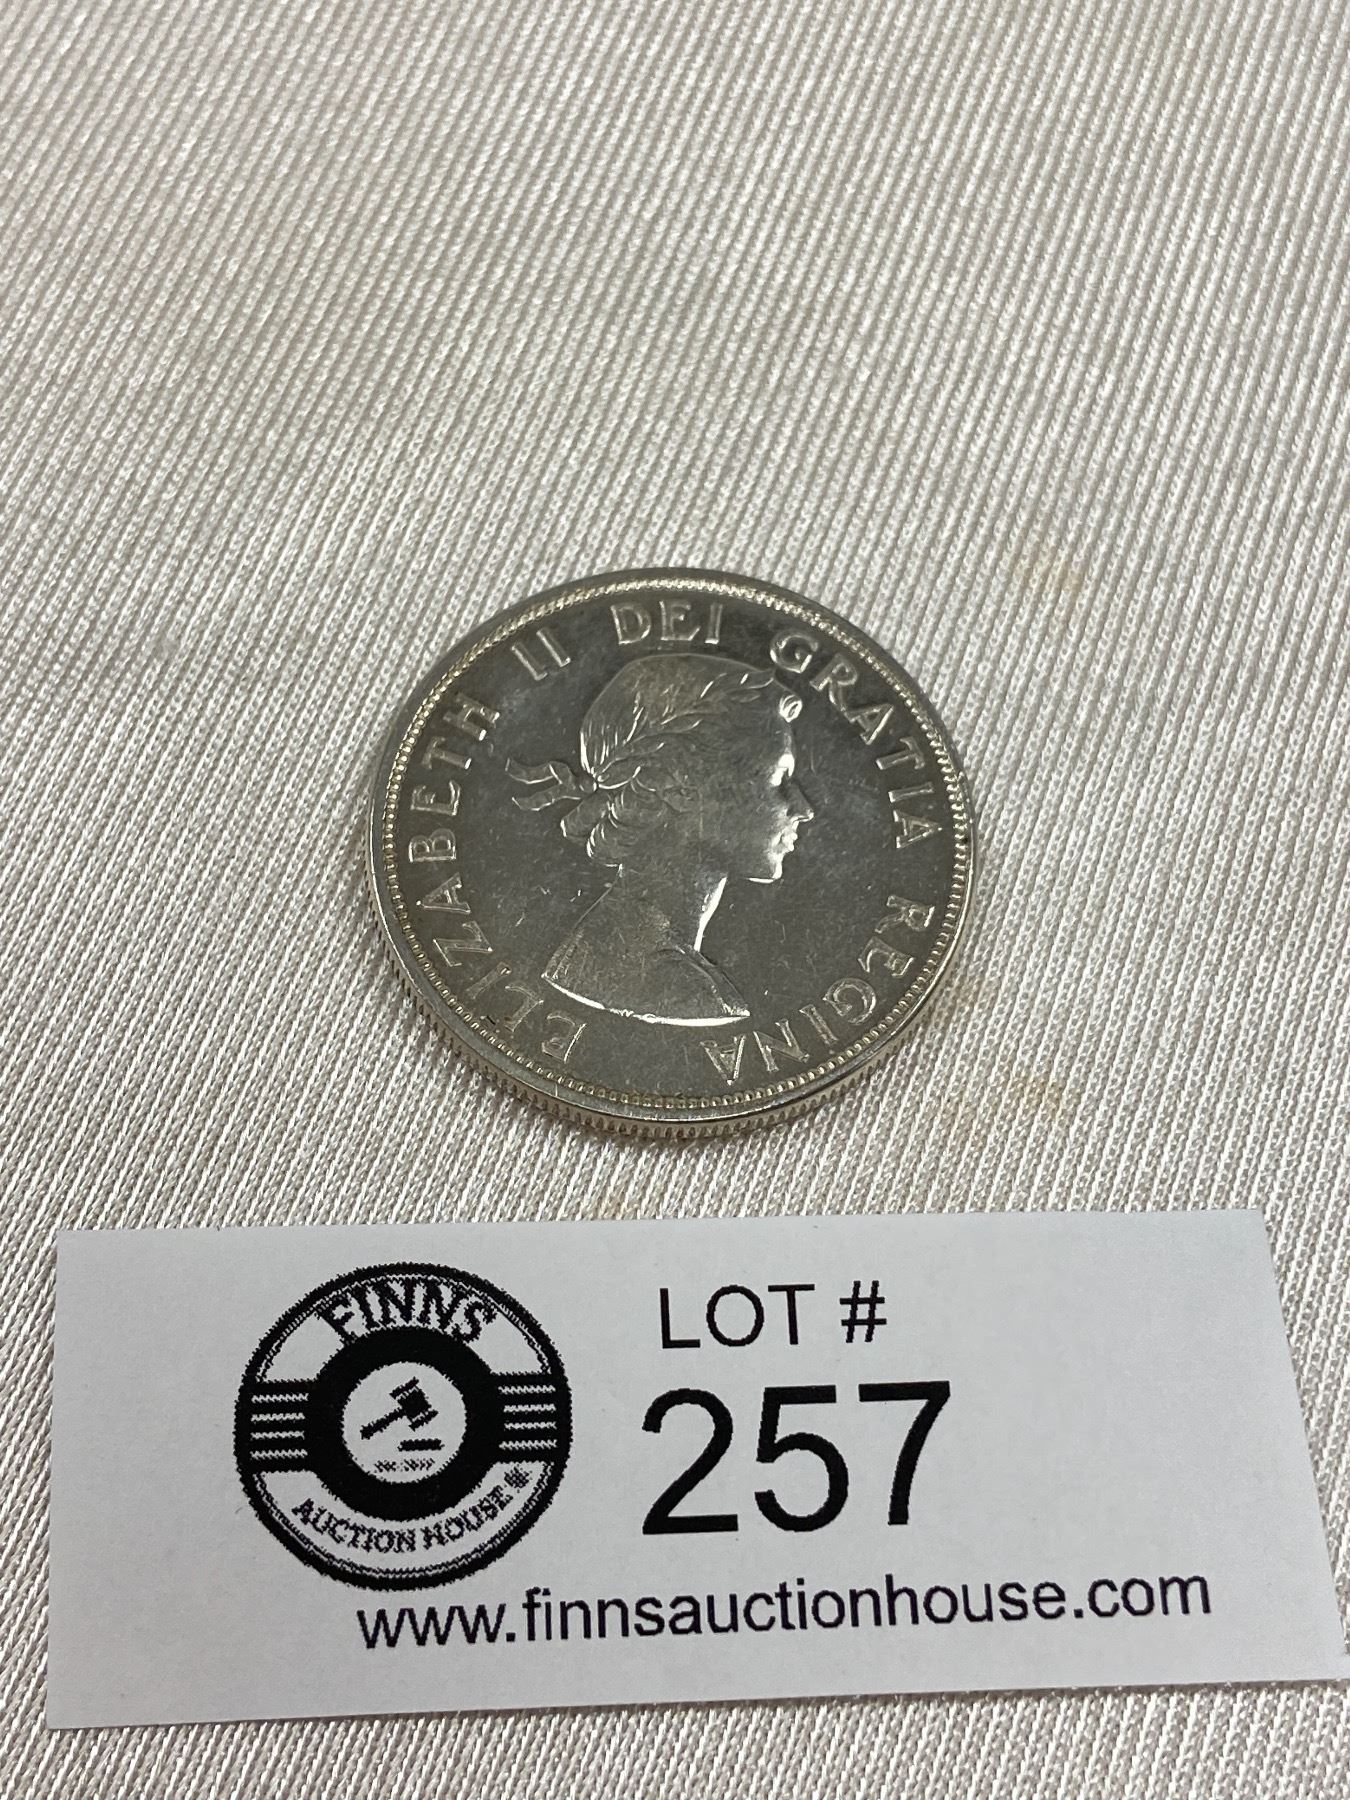 ELIZABETH II DEI GRATIA REGINA
FINNS
AUCTION HOUSE
LOT #
257
www.finnsauctionhouse.com